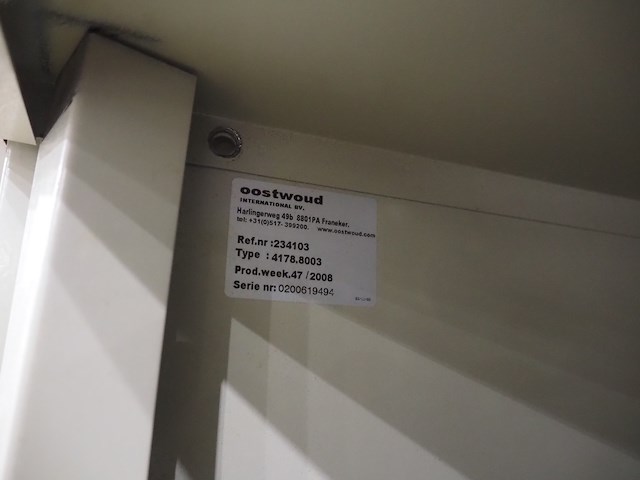 oostwoud
INTERNATIONAL BV.
Harlingerweg 49b 8801PA Franeker.
tel: +31(0)517- 399200. www.oostwoud.com
Ref.nr :234103
Type : 4178.8003
Prod.week.47 / 2008
Serie nr: 0200619494